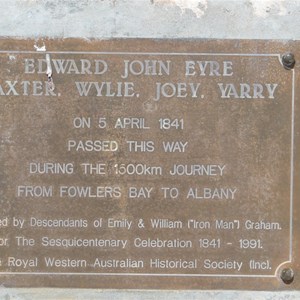 EDWARD JOHN EYRE
AXTER, WYLIE, JOEY, YARRY
ON 5 APRIL 1841
PASSED THIS WAY
DURING THE 1500km JOURNEY
FROM FOWLERS BAY TO ALBANY
ed by Descendants of Emily & William ("Iron Man") Graham.
or The Sesquicentenary Celebration 1841 - 1991.
Royal Western Australian Historical Society (Inc).